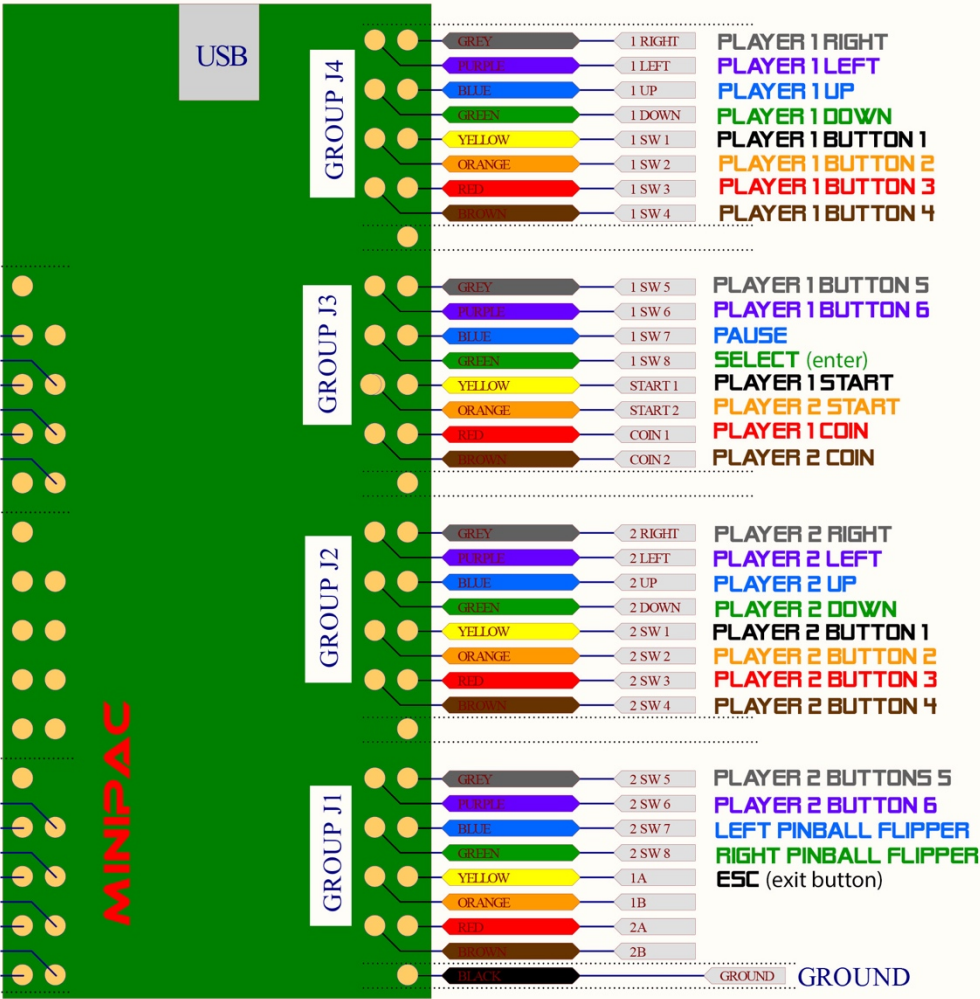 USB
GROUP J4
GREY 1 RIGHT PLAYER 1 RIGHT
PURPLE 1 LEFT PLAYER 1 LEFT
BLUE 1 UP PLAYER 1 UP
GREEN 1 DOWN PLAYER 1 DOWN
YELLOW 1 SW 1 PLAYER 1 BUTTON 1
ORANGE 1 SW 2 PLAYER 1 BUTTON 2
RED 1 SW 3 PLAYER 1 BUTTON 3
BROWN 1 SW 4 PLAYER 1 BUTTON 4
GROUP J3
GREY 1 SW 5 PLAYER 1 BUTTON 5
PURPLE 1 SW 6 PLAYER 1 BUTTON 6
BLUE 1 SW 7 PAUSE
GREEN 1 SW 8 SELECT (enter)
YELLOW START 1 PLAYER 1 START
ORANGE START 2 PLAYER 2 START
RED COIN 1 PLAYER 1 COIN
BROWN COIN 2 PLAYER 2 COIN
GROUP J2
GREY 2 RIGHT PLAYER 2 RIGHT
PURPLE 2 LEFT PLAYER 2 LEFT
BLUE 2 UP PLAYER 2 UP
GREEN 2 DOWN PLAYER 2 DOWN
YELLOW 2 SW 1 PLAYER 2 BUTTON 1
ORANGE 2 SW 2 PLAYER 2 BUTTON 2
RED 2 SW 3 PLAYER 2 BUTTON 3
BROWN 2 SW 4 PLAYER 2 BUTTON 4
MINIPAC
GROUP J1
GREY 2 SW 5 PLAYER 2 BUTTONS 5
PURPLE 2 SW 6 PLAYER 2 BUTTON 6
BLUE 2 SW 7 LEFT PINBALL FLIPPER
GREEN 2 SW 8 RIGHT PINBALL FLIPPER
YELLOW 1A ESC (exit button)
ORANGE 1B
RED 2A
BROWN 2B
BLACK GROUND GROUND